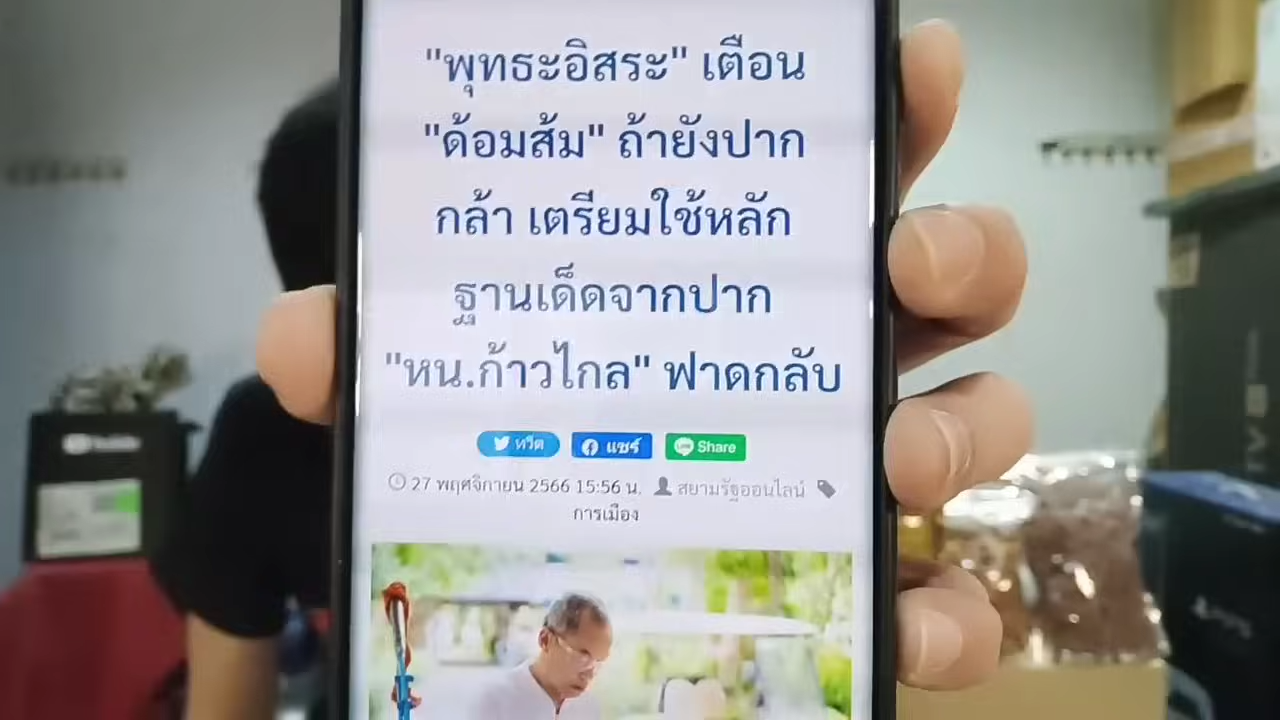 "พุทธะอิสระ" เตือน
"ด้อมส้ม" ถ้ายังปาก
กล้า เตรียมใช้หลัก
ฐานเด็ดจากปาก
"หน.ก้าวไกล" ฟาดกลับ
ทวีต แชร์ Share
27 พฤศจิกายน 2566 15:56 น. สยามรัฐออนไลน์
การเมือง